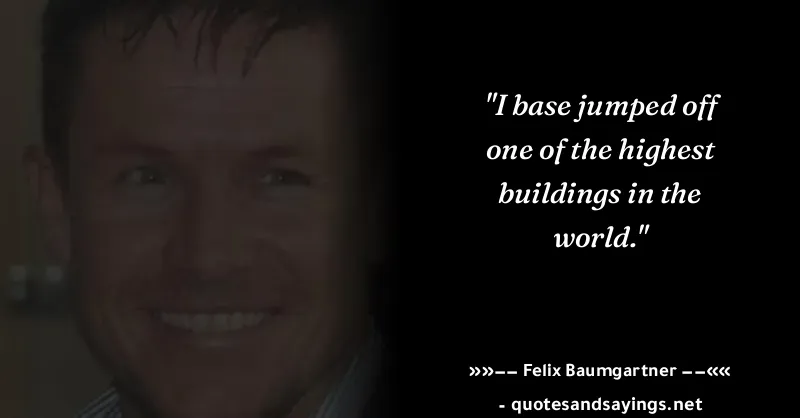 "I base jumped off
one of the highest
buildings in the
world."
»»−− Felix Baumgartner −−««
- quotesandsayings.net